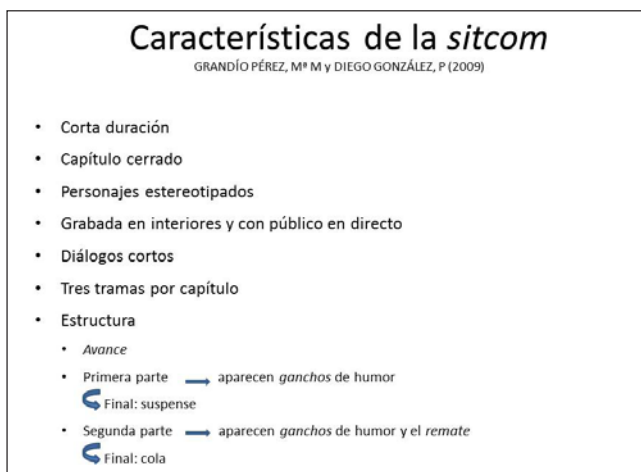 Características de la sitcom
GRANDÍO PÉREZ, Mª M y DIEGO GONZÁLEZ, P (2009)
• Corta duración
• Capítulo cerrado
• Personajes estereotipados
• Grabada en interiores y con público en directo
• Diálogos cortos
• Tres tramas por capítulo
• Estructura
• Avance
• Primera parte aparecen ganchos de humor
Final: suspense
• Segunda parte aparecen ganchos de humor y el remate
Final: cola